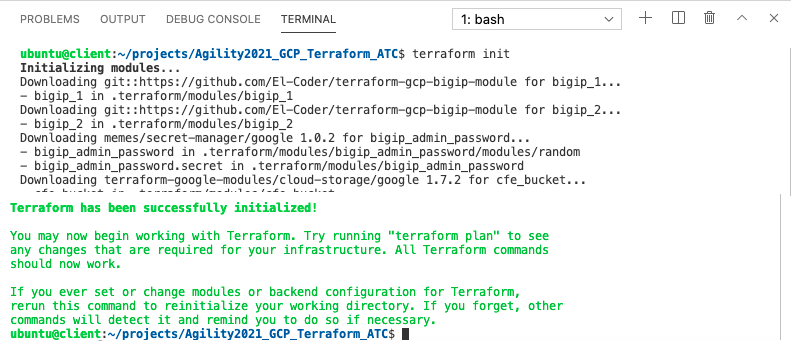 PROBLEMS OUTPUT DEBUG CONSOLE TERMINAL 1: bash
ubuntu@client:~/projects/Agility2021_GCP_Terraform_ATC$ terraform init
Initializing modules...
Downloading git::https://github.com/El-Coder/terraform-gcp-bigip-module for bigip_1...
- bigip_1 in .terraform/modules/bigip_1
Downloading git::https://github.com/El-Coder/terraform-gcp-bigip-module for bigip_2...
- bigip_2 in .terraform/modules/bigip_2
Downloading memes/secret-manager/google 1.0.2 for bigip_admin_password...
- bigip_admin_password in .terraform/modules/bigip_admin_password/modules/random
- bigip_admin_password.secret in .terraform/modules/bigip_admin_password
Downloading terraform-google-modules/cloud-storage/google 1.7.2 for cfe_bucket...
- cfe_bucket in .terraform/modules/cfe_bucket
Terraform has been successfully initialized!
You may now begin working with Terraform. Try running "terraform plan" to see
any changes that are required for your infrastructure. All Terraform commands
should now work.
If you ever set or change modules or backend configuration for Terraform,
rerun this command to reinitialize your working directory. If you forget, other
commands will detect it and remind you to do so if necessary.
ubuntu@client:~/projects/Agility2021_GCP_Terraform_ATC$